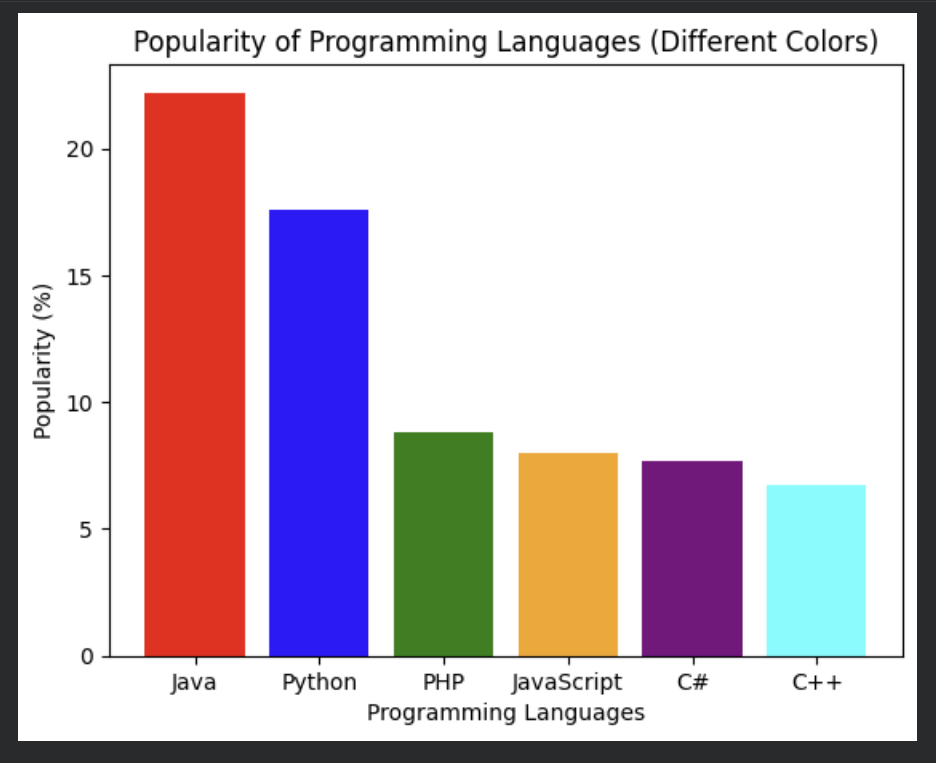 Popularity of Programming Languages (Different Colors)
Popularity (%)
20
15
10
5
0
Java Python PHP JavaScript C# C++
Programming Languages